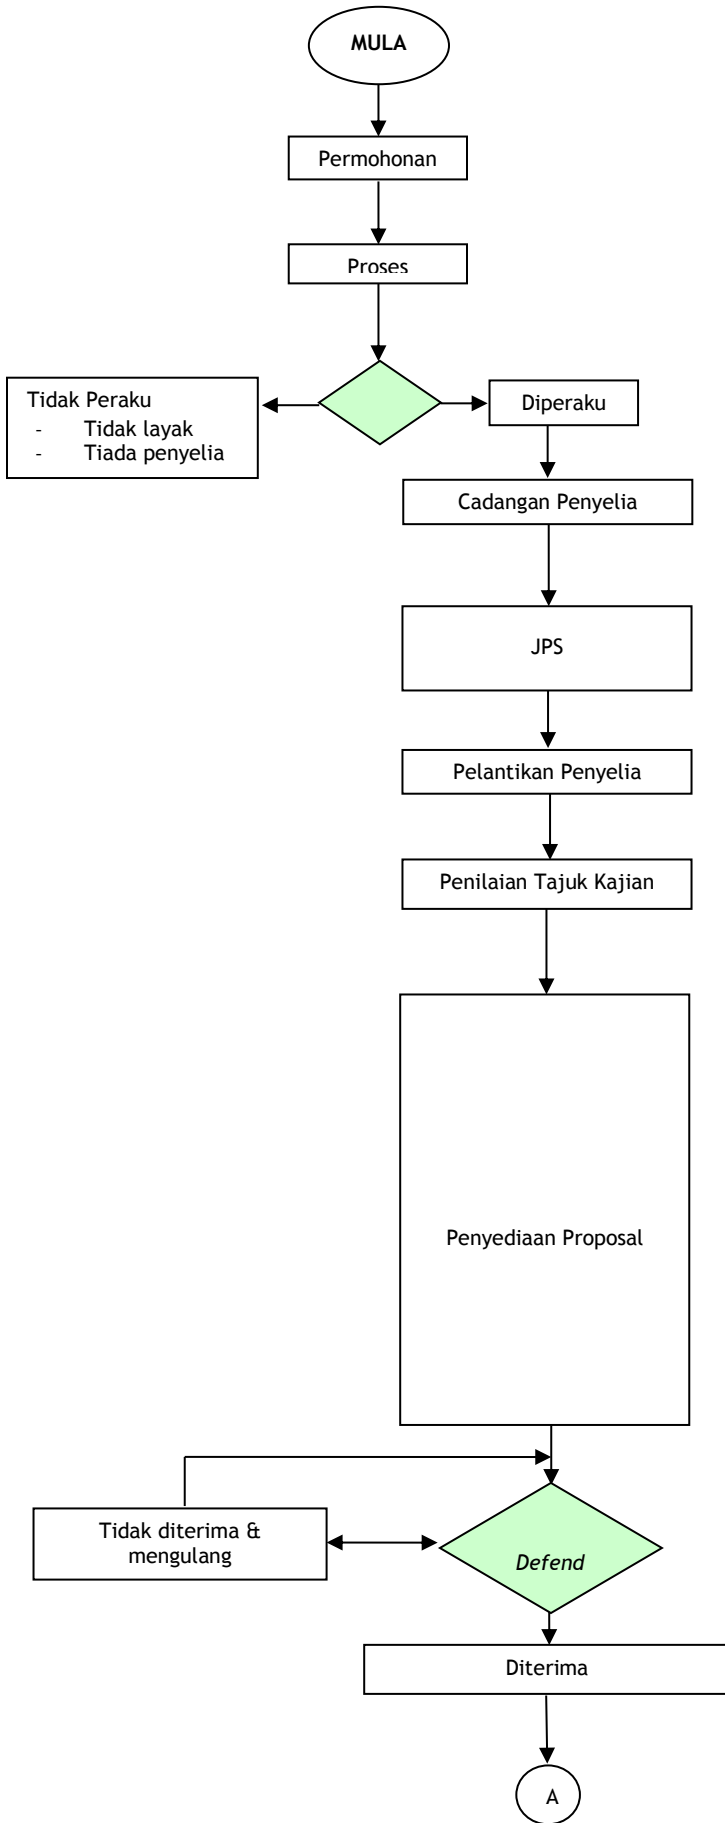 MULA
Permohonan
Proses
Tidak Peraku
- Tidak layak
- Tiada penyelia
Diperaku
Cadangan Penyelia
JPS
Pelantikan Penyelia
Penilaian Tajuk Kajian
Penyediaan Proposal
Tidak diterima &
mengulang
Defend
Diterima
A